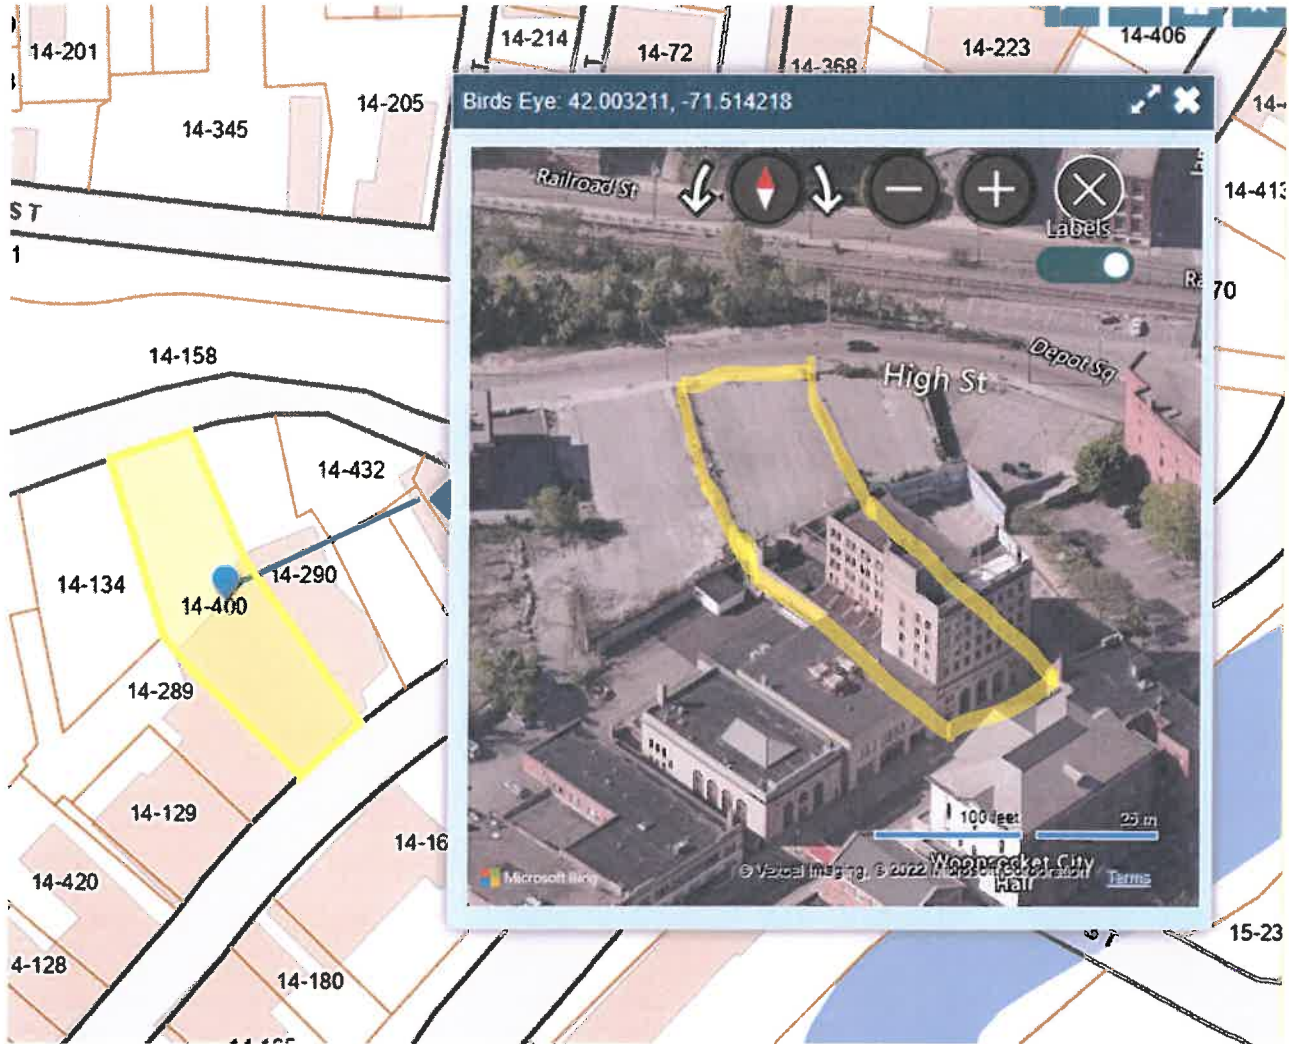 14-201
14-214
14-72
14-368
14-223
14-406
14-205
14-345
Birds Eye: 42.003211, -71.514218
14-413
ST
1
Railroad St
Labels
70
14-158
Depot Sq
High St
14-432
14-134
14-290
14-400
14-289
14-129
14-16
14-420
4-128
14-180
15-23
100 feet
25 m
Woonsocket City
Hall
© Vexcel Imaging, © 2022 Microsoft Corporation
Terms
Microsoft Bing